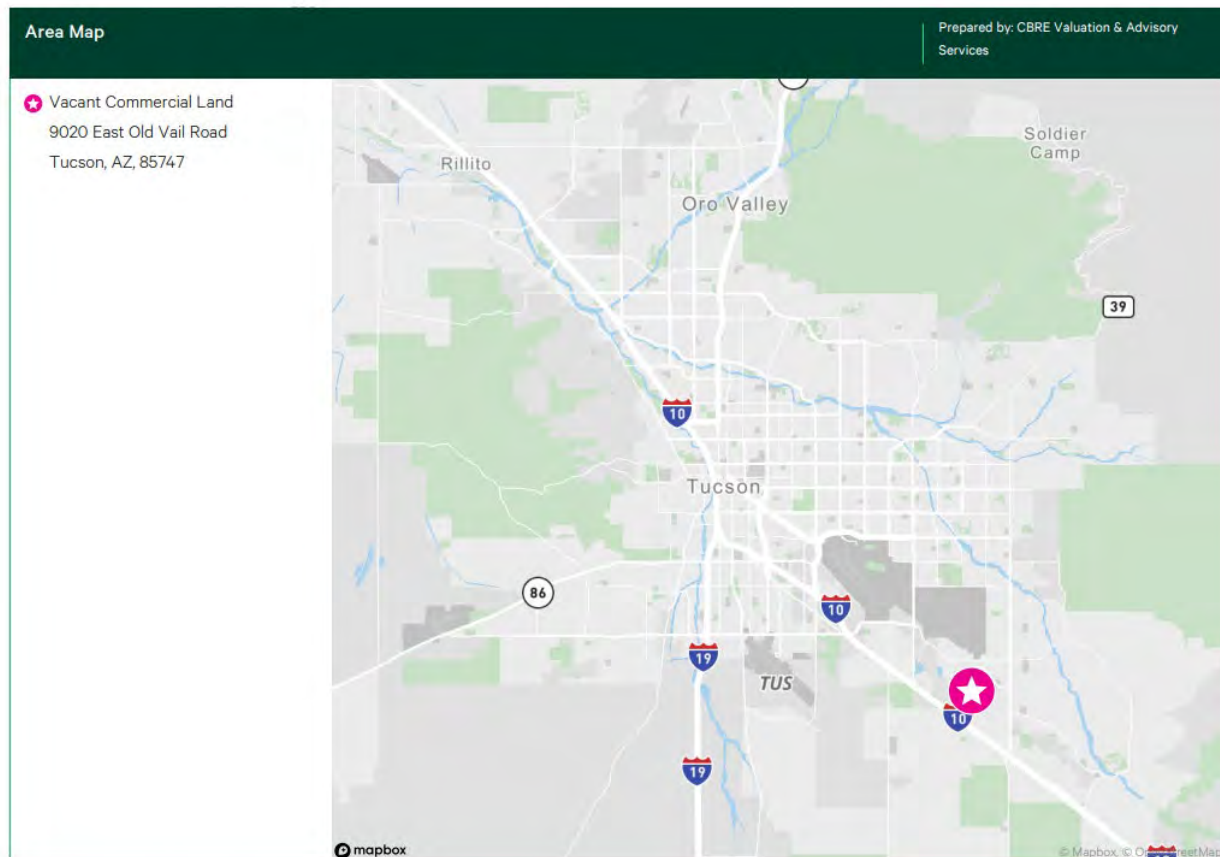 Area Map
Prepared by: CBRE Valuation & Advisory
Services
Vacant Commercial Land
9020 East Old Vail Road
Tucson, AZ, 85747
Soldier
Camp
Rillito
Oro Valley
39
10
Tucson
86
10
19
TUS
10
19
mapbox
© Mapbox, © OpenStreetMap